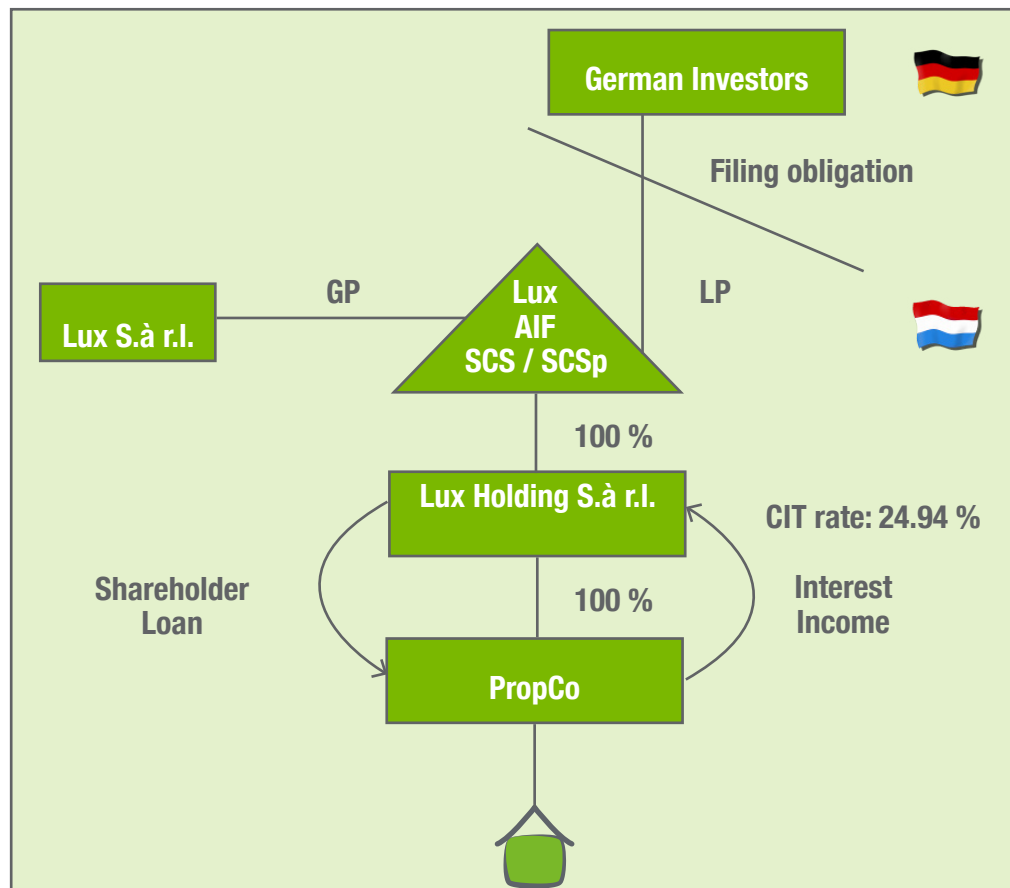 German Investors
Filing obligation
GP
LP
Lux S.à r.l.
Lux
AIF
SCS / SCSp
100 %
Lux Holding S.à r.l.
CIT rate: 24.94 %
Shareholder
Loan
100 %
Interest
Income
PropCo